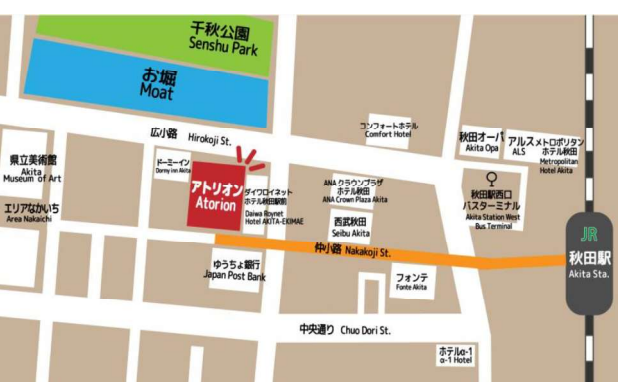 千秋公園
Senshu Park
お堀
Moat
広小路 Hirokoji St.
コンフォートホテル
Comfort Hotel
秋田オーパ
Akita Opa
アルス
ALS
メトロポリタン
ホテル秋田
Metropolitan
Hotel Akita
県立美術館
Akita
Museum of Art
ドーミーイン
Dormy inn Akita
アトリオン
Atorion
ダイワロイネット
ホテル秋田駅前
Daiwa Roynet
Hotel AKITA-EKIMAE
ANA クラウンプラザ
ホテル秋田
ANA Crown Plaza Akita
秋田駅西口
バスターミナル
Akita Station West
Bus Terminal
エリアなかいち
Area Nakaichi
西武秋田
Seibu Akita
JR
秋田駅
Akita Sta.
仲小路 Nakakoji St.
ゆうちょ銀行
Japan Post Bank
フォンテ
Fonte Akita
中央通り Chuo Dori St.
ホテルα-1
α-1 Hotel